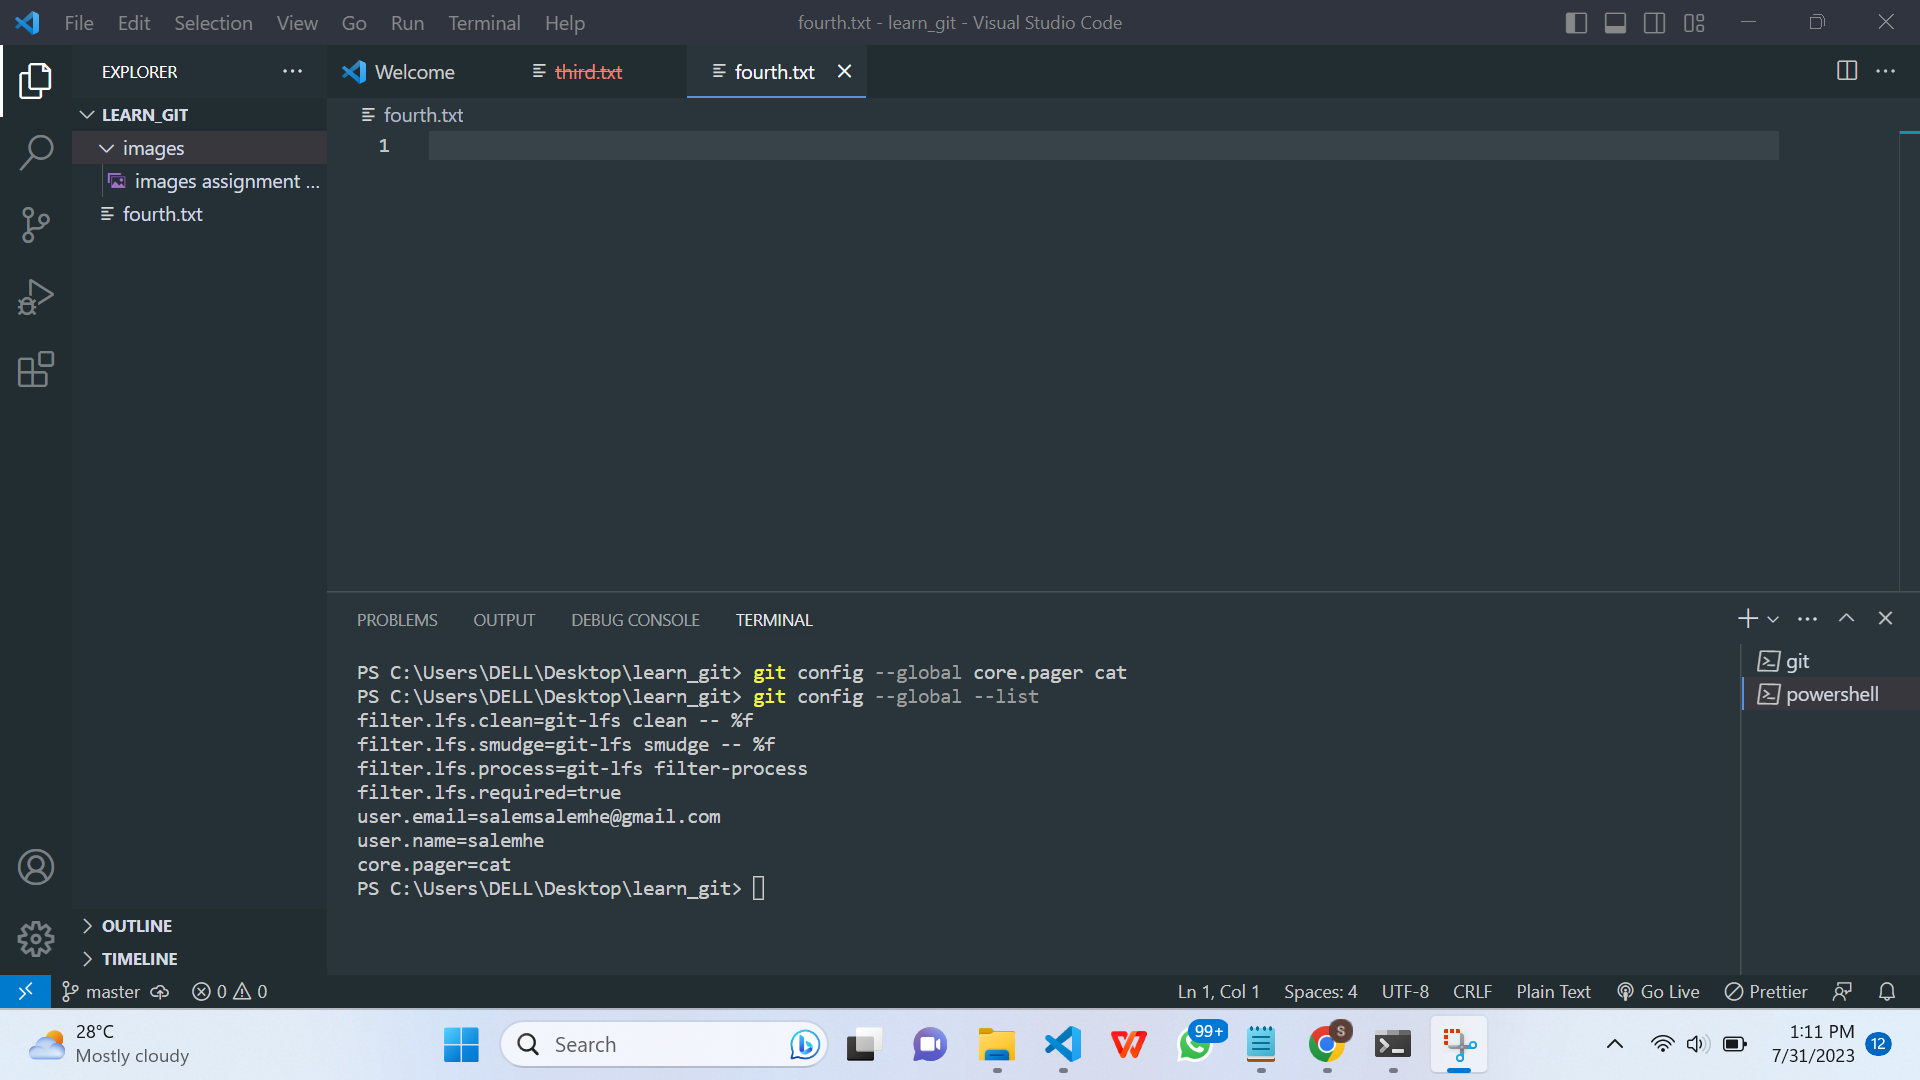 File Edit Selection View Go Run Terminal Help fourth.txt - learn_git - Visual Studio Code
EXPLORER
Welcome third.txt fourth.txt
LEARN_GIT
fourth.txt
images
1
images assignment ...
fourth.txt
PROBLEMS OUTPUT DEBUG CONSOLE TERMINAL
PS C:\Users\DELL\Desktop\learn_git> git config --global core.pager cat
PS C:\Users\DELL\Desktop\learn_git> git config --global --list
filter.lfs.clean=git-lfs clean -- %f
filter.lfs.smudge=git-lfs smudge -- %f
filter.lfs.process=git-lfs filter-process
filter.lfs.required=true
user.email=salemsalemhe@gmail.com
user.name=salemhe
core.pager=cat
PS C:\Users\DELL\Desktop\learn_git>
git
powershell
OUTLINE
TIMELINE
master 0 0 Ln 1, Col 1 Spaces: 4 UTF-8 CRLF Plain Text Go Live Prettier
28°C
Mostly cloudy
Search
99+
S
1:11 PM
7/31/2023
12